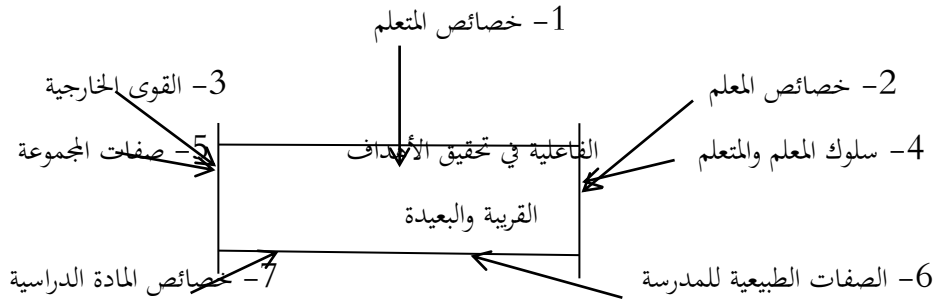 1- خصائص المتعلم
2- خصائص المعلم
3- القوى الخارجية
4- سلوك المعلم والمتعلم
الفاعلية في تحقيق الأهداف
5- صفات المجموعة
القريبة والبعيدة
6- الصفات الطبيعية للمدرسة
7- خصائص المادة الدراسية